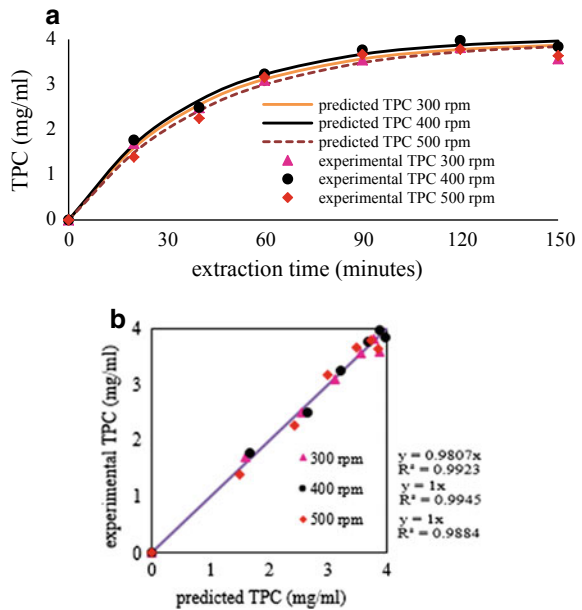 a
TPC (mg/ml)
4
3
2
1
0
0 30 60 90 120 150
extraction time (minutes)
predicted TPC 300 rpm
predicted TPC 400 rpm
predicted TPC 500 rpm
experimental TPC 300 rpm
experimental TPC 400 rpm
experimental TPC 500 rpm
b
experimental TPC (mg/ml)
4
3
2
1
0
0 1 2 3 4
predicted TPC (mg/ml)
300 rpm
400 rpm
500 rpm
y = 0.9807x
R² = 0.9923
y = 1x
R² = 0.9945
y = 1x
R² = 0.9884